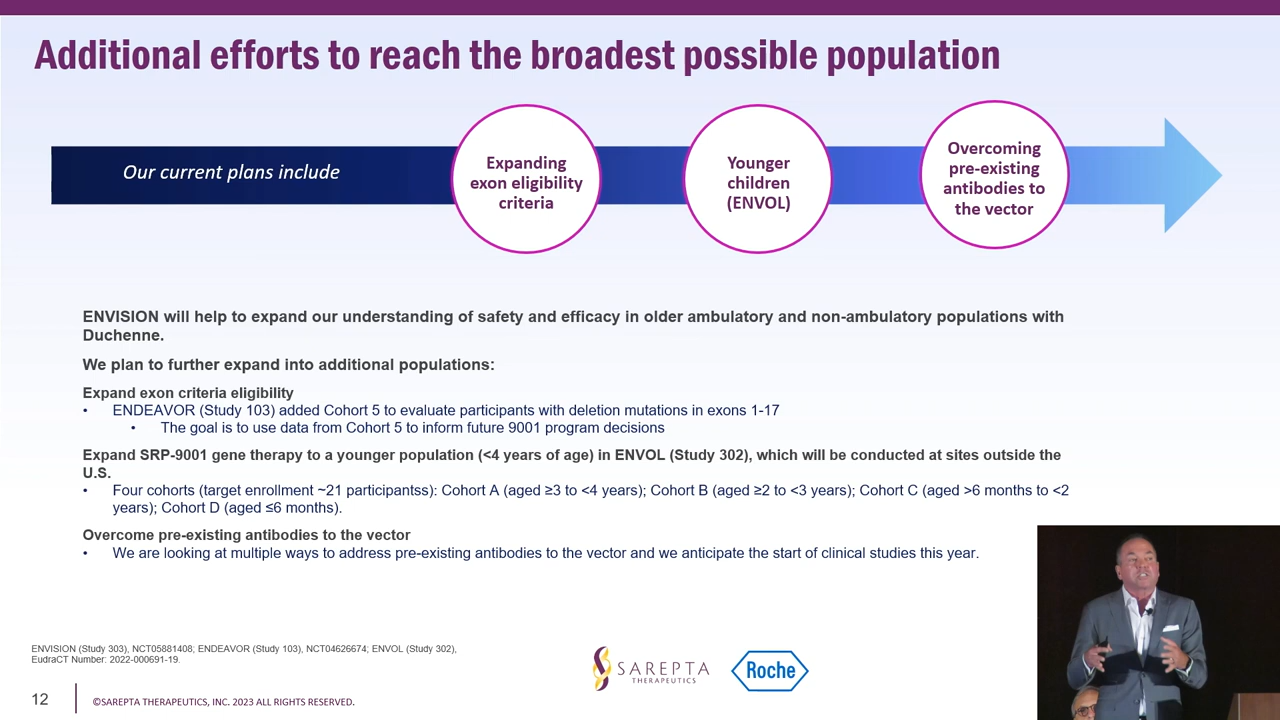 Additional efforts to reach the broadest possible population
Our current plans include
Expanding
exon eligibility
criteria
Younger
children
(ENVOL)
Overcoming
pre-existing
antibodies to
the vector
ENVISION will help to expand our understanding of safety and efficacy in older ambulatory and non-ambulatory populations with
Duchenne.
We plan to further expand into additional populations:
Expand exon criteria eligibility
• ENDEAVOR (Study 103) added Cohort 5 to evaluate participants with deletion mutations in exons 1-17
• The goal is to use data from Cohort 5 to inform future 9001 program decisions
Expand SRP-9001 gene therapy to a younger population (<4 years of age) in ENVOL (Study 302), which will be conducted at sites outside the
U.S.
• Four cohorts (target enrollment ~21 participantss): Cohort A (aged ≥3 to <4 years); Cohort B (aged ≥2 to <3 years); Cohort C (aged >6 months to <2
years); Cohort D (aged ≤6 months).
Overcome pre-existing antibodies to the vector
• We are looking at multiple ways to address pre-existing antibodies to the vector and we anticipate the start of clinical studies this year.
ENVISION (Study 303), NCT05881408; ENDEAVOR (Study 103), NCT04626674; ENVOL (Study 302),
EudraCT Number: 2022-000691-19.
SAREPTA
THERAPEUTICS
Roche
12
©SAREPTA THERAPEUTICS, INC. 2023 ALL RIGHTS RESERVED.